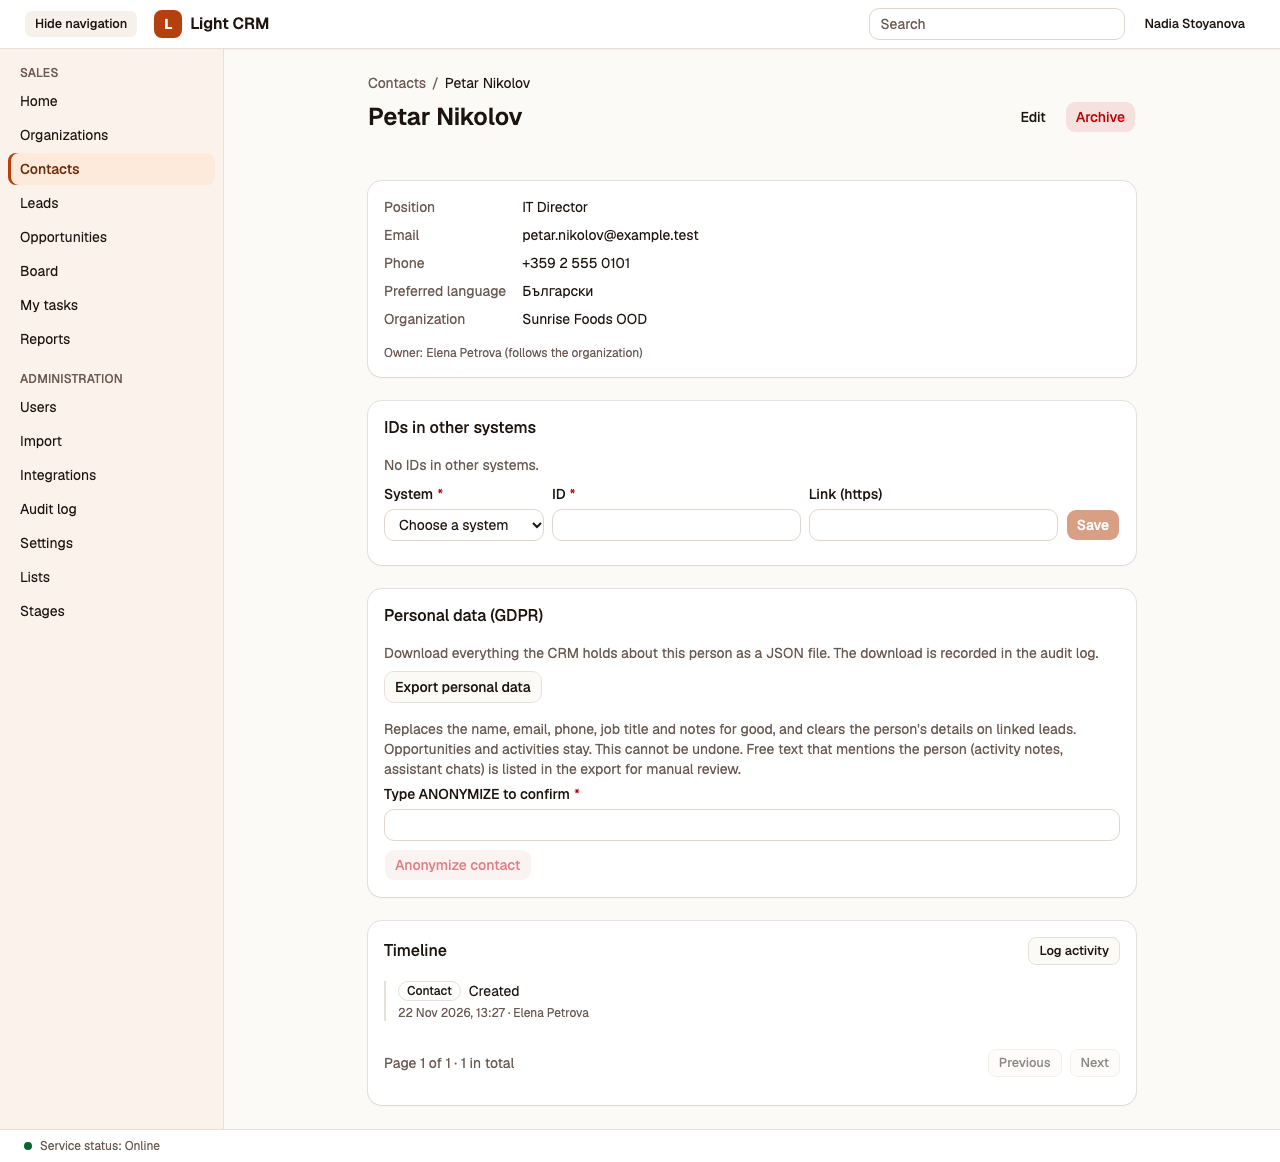 Hide navigation
L
Light CRM
Search
Nadia Stoyanova
SALES
Home
Organizations
Contacts
Leads
Opportunities
Board
My tasks
Reports
ADMINISTRATION
Users
Import
Integrations
Audit log
Settings
Lists
Stages
Contacts / Petar Nikolov
Petar Nikolov
Edit
Archive
Position IT Director
Email petar.nikolov@example.test
Phone +359 2 555 0101
Preferred language Български
Organization Sunrise Foods OOD
Owner: Elena Petrova (follows the organization)
IDs in other systems
No IDs in other systems.
System * ID * Link (https)
Choose a system
Save
Personal data (GDPR)
Download everything the CRM holds about this person as a JSON file. The download is recorded in the audit log.
Export personal data
Replaces the name, email, phone, job title and notes for good, and clears the person's details on linked leads.
Opportunities and activities stay. This cannot be undone. Free text that mentions the person (activity notes,
assistant chats) is listed in the export for manual review.
Type ANONYMIZE to confirm *
Anonymize contact
Timeline
Log activity
Contact Created
22 Nov 2026, 13:27 · Elena Petrova
Page 1 of 1 · 1 in total
Previous
Next
Service status: Online